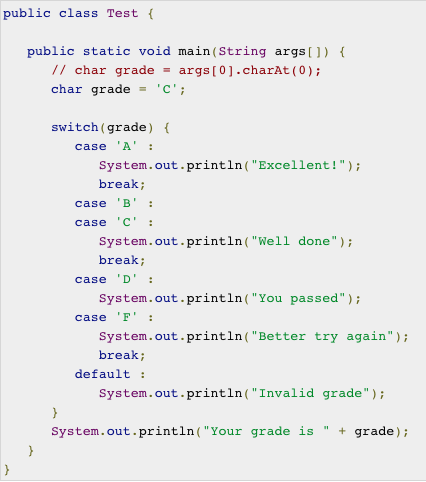 public class Test {
public static void main(String args[]) {
// char grade = args[0].charAt(0);
char grade = 'C';
switch(grade) {
case 'A' :
System.out.println("Excellent!");
break;
case 'B' :
case 'C' :
System.out.println("Well done");
break;
case 'D' :
System.out.println("You passed");
case 'F' :
System.out.println("Better try again");
break;
default :
System.out.println("Invalid grade");
}
System.out.println("Your grade is " + grade);
}
}